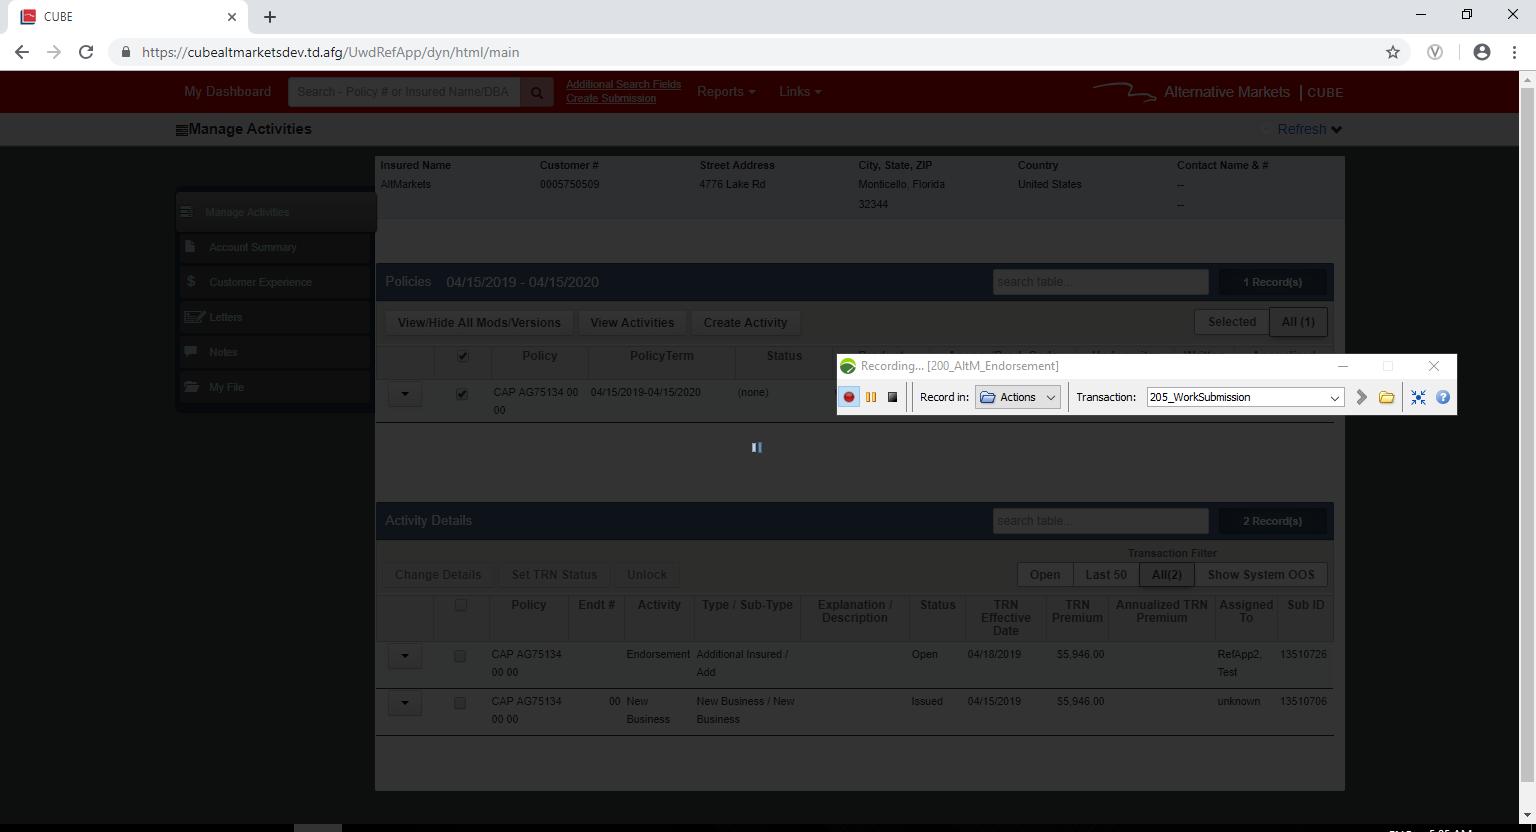 CUBE
https://cubealtmarketsdev.td.afg/UwdRefApp/dyn/html/main
My Dashboard
Search - Policy # or Insured Name/DBA
Additional Search Fields
Create Submission
Reports
Links
Alternative Markets | CUBE
Manage Activities
Refresh
Insured Name Customer # Street Address City, State, ZIP Country Contact Name & #
AltMarkets 0005750509 4776 Lake Rd Monticello, Florida United States --
32344 --
Manage Activities
Account Summary
Customer Experience
Letters
Notes
My File
Policies 04/15/2019 - 04/15/2020 search table... 1 Record(s)
View/Hide All Mods/Versions View Activities Create Activity Selected All (1)
Policy PolicyTerm Status
CAP AG75134 00 04/15/2019-04/15/2020 (none)
00
Recording... [200_AltM_Endorsement]
Record in: Actions Transaction: 205_WorkSubmission
Activity Details search table... 2 Record(s)
Transaction Filter
Change Details Set TRN Status Unlock Open Last 50 All(2) Show System OOS
Policy Endt # Activity Type / Sub-Type Explanation / Status TRN TRN Annualized TRN Assigned Sub ID
Description Effective Premium Premium To
Date
CAP AG75134 Endorsement Additional Insured / Open 04/18/2019 $5,946.00 RefApp2, 13510726
00 00 Add Test
CAP AG75134 00 New New Business / New Issued 04/15/2019 $5,946.00 unknown 13510706
00 00 Business Business